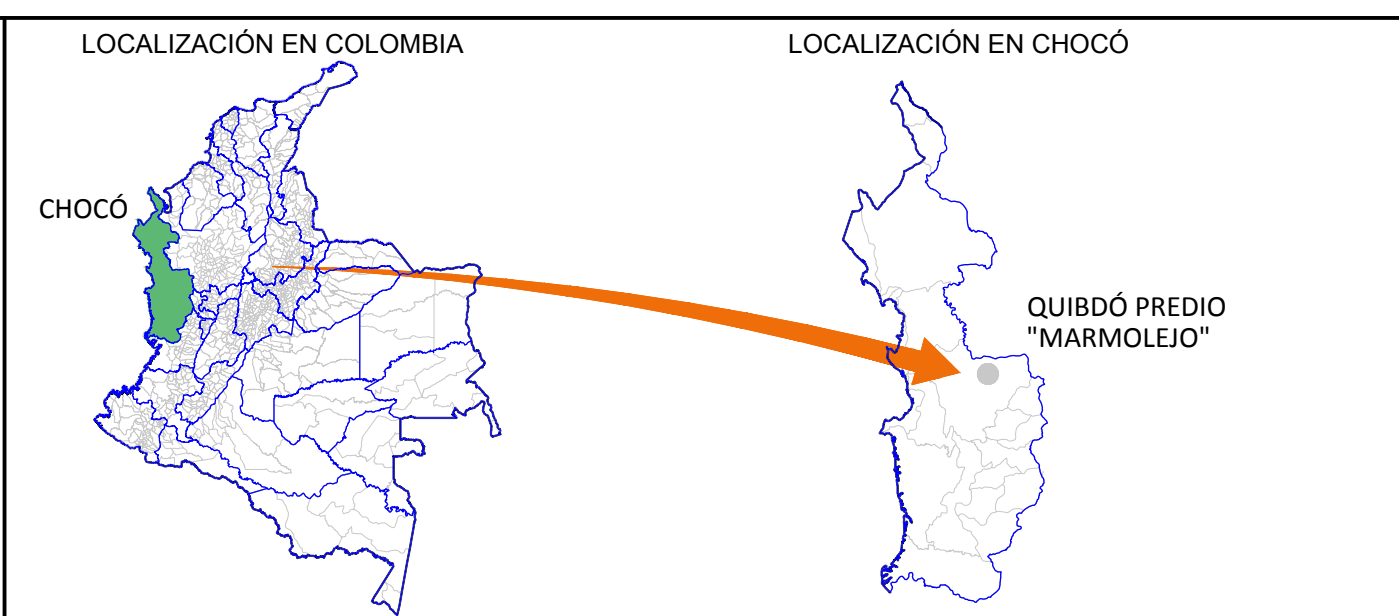 LOCALIZACIÓN EN COLOMBIA
LOCALIZACIÓN EN CHOCÓ
CHOCÓ
QUIBDÓ PREDIO
"MARMOLEJO"